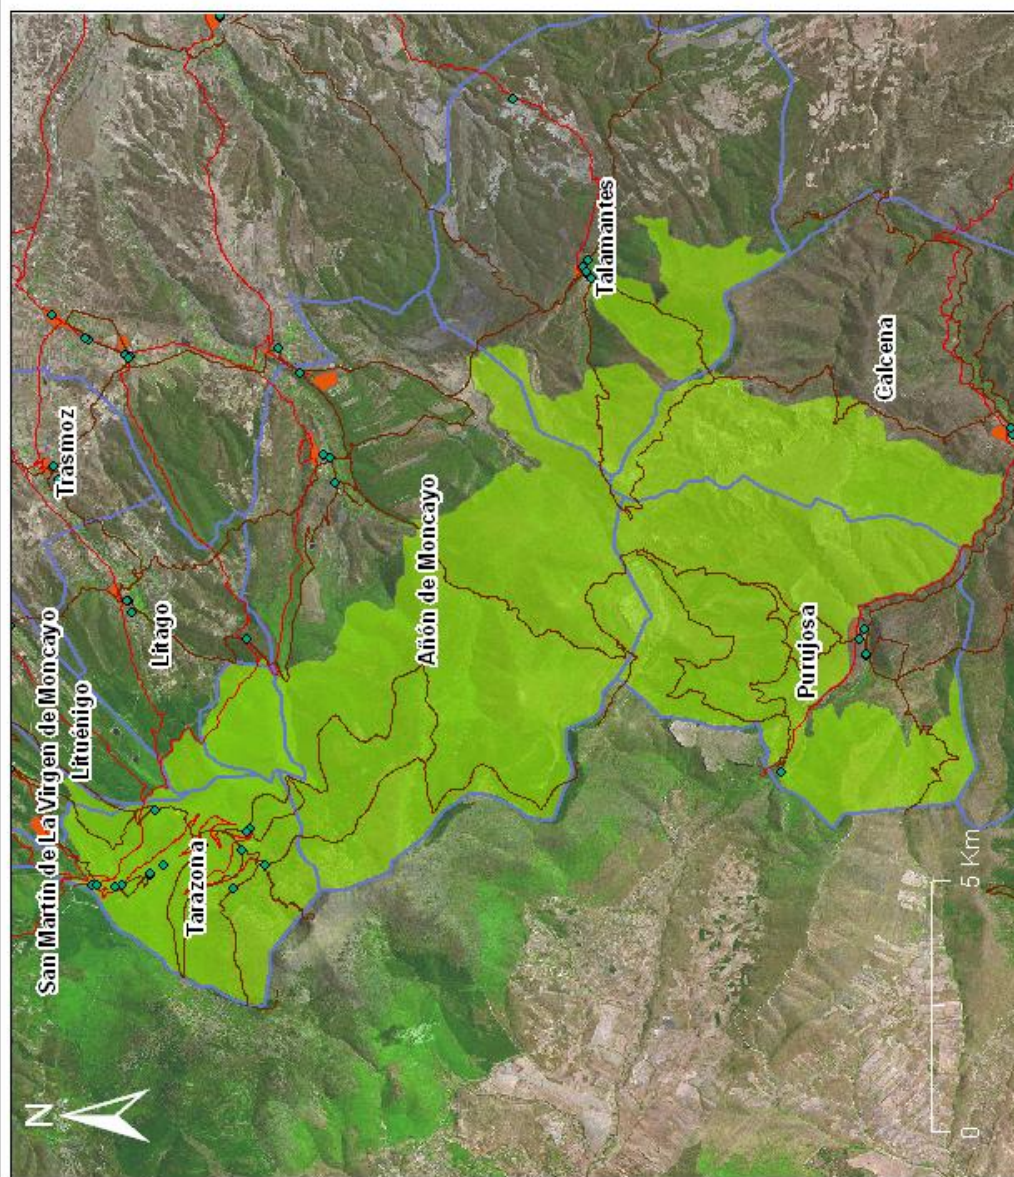 N
San Martín de La Virgen de Moncayo
Lituénigo
Litago
Trasmoz
Tarazona
Añón de Moncayo
Talamantes
Purujosa
Calcena
0
5 Km